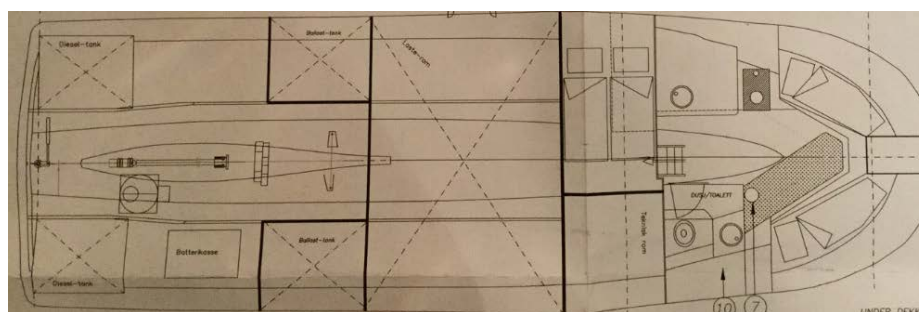 Diesel-tank
Ballast-tank
Laste-rom
DUSJ/TOALETT
Teknisk rom
Batterikasse
Ballast-tank
Diesel-tank
10
7
UNDER DEKK